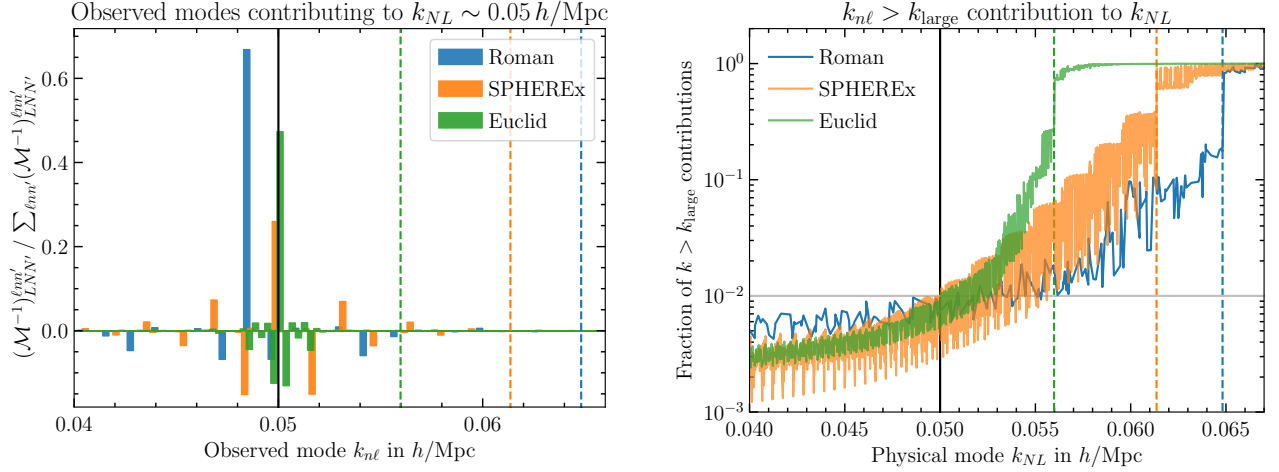 Observed modes contributing to $k_{NL} \sim 0.05\,h/\mathrm{Mpc}$
$(\mathcal{M}^{-1})^{\ell nn'}_{LNN'} \,/\, \sum_{\ell nn'} (\mathcal{M}^{-1})^{\ell nn'}_{LNN'}$
0.6
0.4
0.2
0.0
Roman
SPHEREx
Euclid
0.04
0.05
0.06
Observed mode $k_{n\ell}$ in $h/\mathrm{Mpc}$
$k_{n\ell} > k_{\mathrm{large}}$ contribution to $k_{NL}$
Fraction of $k > k_{\mathrm{large}}$ contributions
$10^{0}$
$10^{-1}$
$10^{-2}$
$10^{-3}$
Roman
SPHEREx
Euclid
0.040
0.045
0.050
0.055
0.060
0.065
Physical mode $k_{NL}$ in $h/\mathrm{Mpc}$